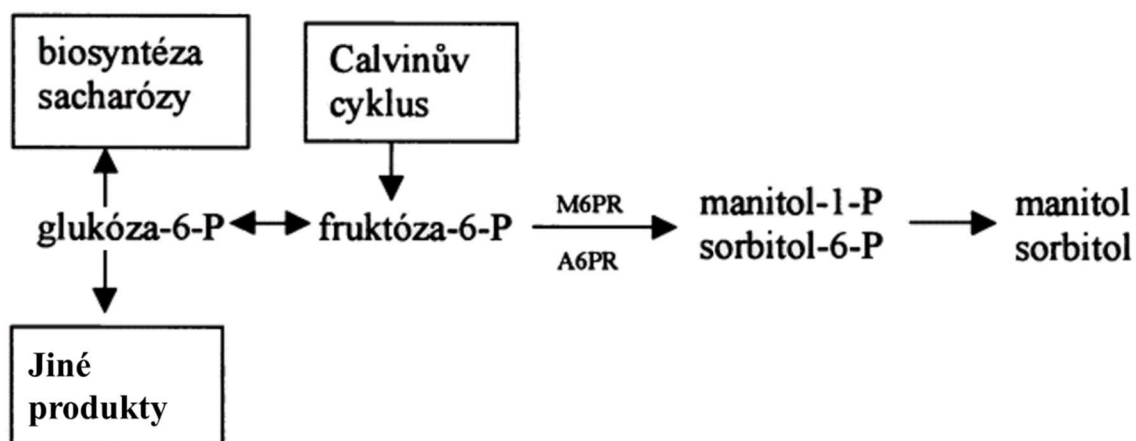 biosyntéza
sacharózy
Calvinův
cyklus
glukóza-6-P
fruktóza-6-P
M6PR
A6PR
manitol-1-P
sorbitol-6-P
manitol
sorbitol
Jiné
produkty